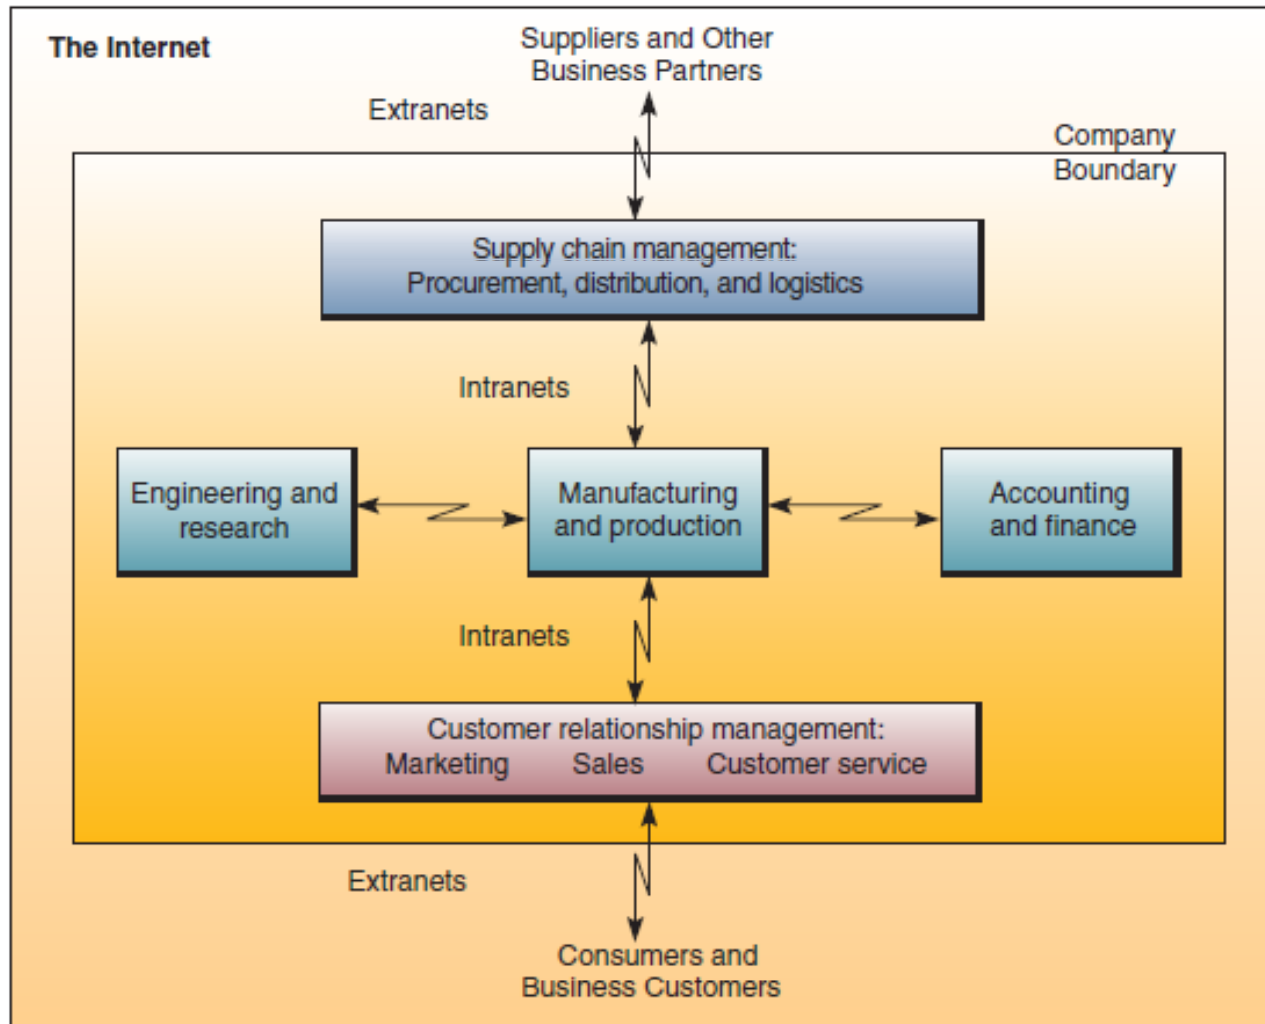 The Internet
Suppliers and Other
Business Partners
Extranets
Company
Boundary
Supply chain management:
Procurement, distribution, and logistics
Intranets
Engineering and
research
Manufacturing
and production
Accounting
and finance
Intranets
Customer relationship management:
Marketing Sales Customer service
Extranets
Consumers and
Business Customers